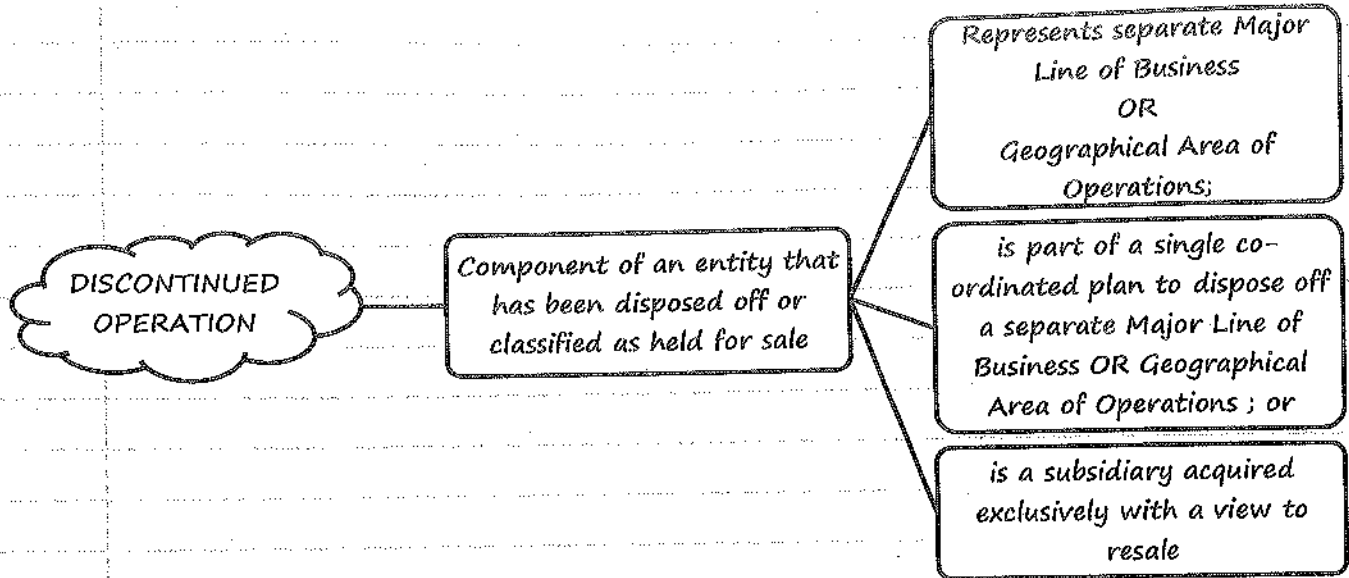 DISCONTINUED
OPERATION
Component of an entity that
has been disposed off or
classified as held for sale
Represents separate Major
Line of Business
OR
Geographical Area of
Operations;
is part of a single co-
ordinated plan to dispose off
a separate Major Line of
Business OR Geographical
Area of Operations ; or
is a subsidiary acquired
exclusively with a view to
resale